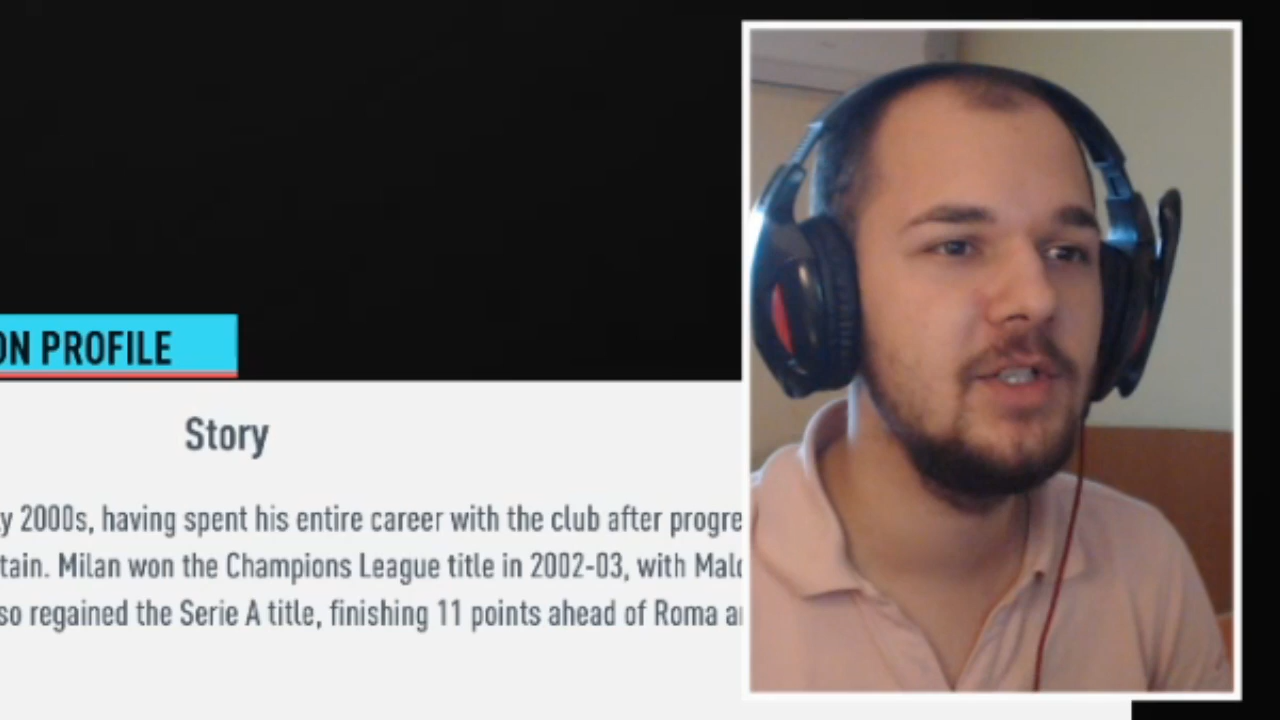 ON PROFILE
Story
y 2000s, having spent his entire career with the club after progre
tain. Milan won the Champions League title in 2002-03, with Mald
so regained the Serie A title, finishing 11 points ahead of Roma a